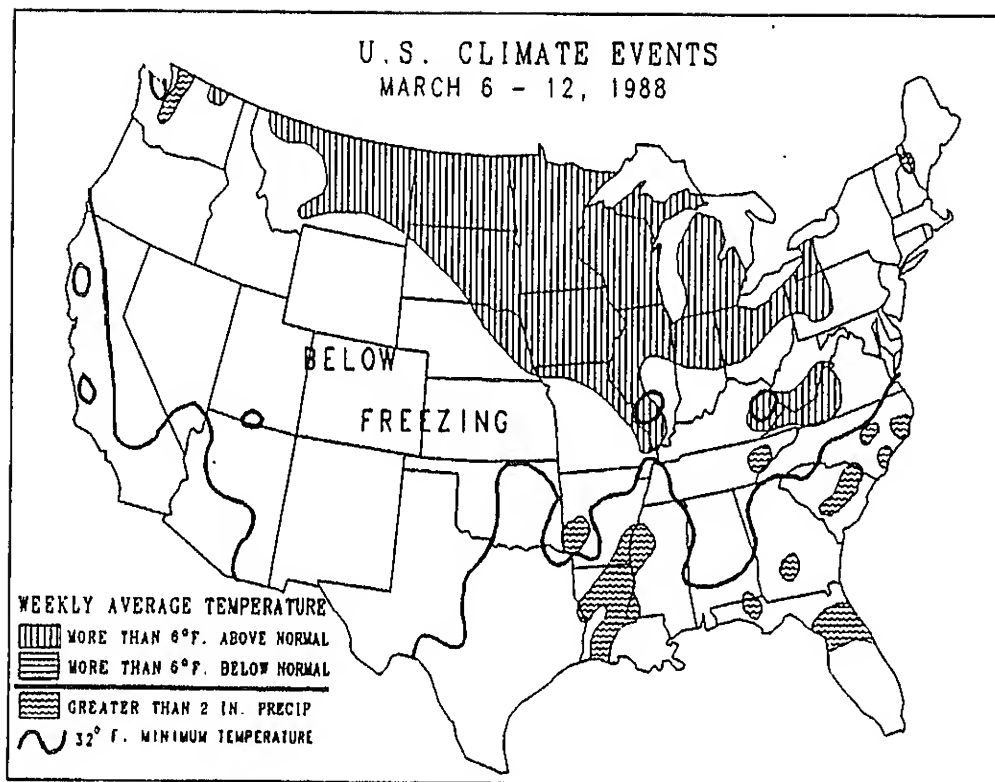 U.S. CLIMATE EVENTS
MARCH 6 - 12, 1988
BELOW
FREEZING
WEEKLY AVERAGE TEMPERATURE
MORE THAN 6°F. ABOVE NORMAL
MORE THAN 6°F. BELOW NORMAL
GREATER THAN 2 IN. PRECIP
32° F. MINIMUM TEMPERATURE